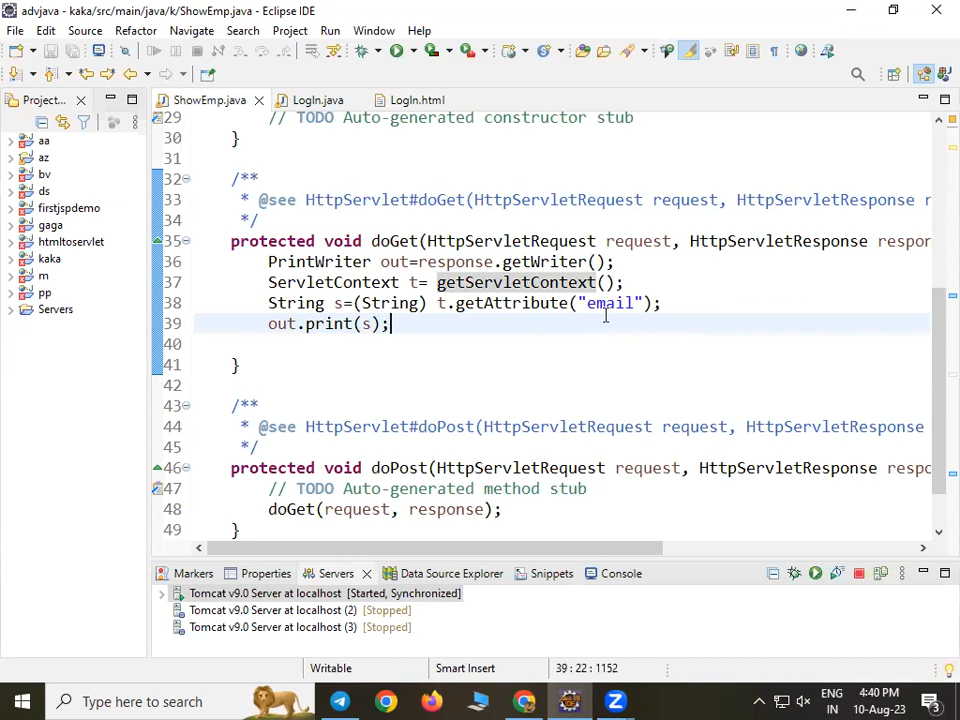 advjava - kaka/src/main/java/k/ShowEmp.java - Eclipse IDE
File Edit Source Refactor Navigate Search Project Run Window Help
Project...
ShowEmp.java LogIn.java LogIn.html
aa
az
bv
ds
firstjspdemo
gaga
htmltoservlet
kaka
m
pp
Servers
29 // TODO Auto-generated constructor stub
30 }
31
32 /**
33 * @see HttpServlet#doGet(HttpServletRequest request, HttpServletResponse r
34 */
35 protected void doGet(HttpServletRequest request, HttpServletResponse respor
36 PrintWriter out=response.getWriter();
37 ServletContext t= getServletContext();
38 String s=(String) t.getAttribute("email");
39 out.print(s);
40
41 }
42
43 /**
44 * @see HttpServlet#doPost(HttpServletRequest request, HttpServletResponse
45 */
46 protected void doPost(HttpServletRequest request, HttpServletResponse respo
47 // TODO Auto-generated method stub
48 doGet(request, response);
49 }
Markers Properties Servers Data Source Explorer Snippets Console
Tomcat v9.0 Server at localhost [Started, Synchronized]
Tomcat v9.0 Server at localhost (2) [Stopped]
Tomcat v9.0 Server at localhost (3) [Stopped]
Writable Smart Insert 39 : 22 : 1152
Type here to search
ENG
IN
4:40 PM
10-Aug-23
3